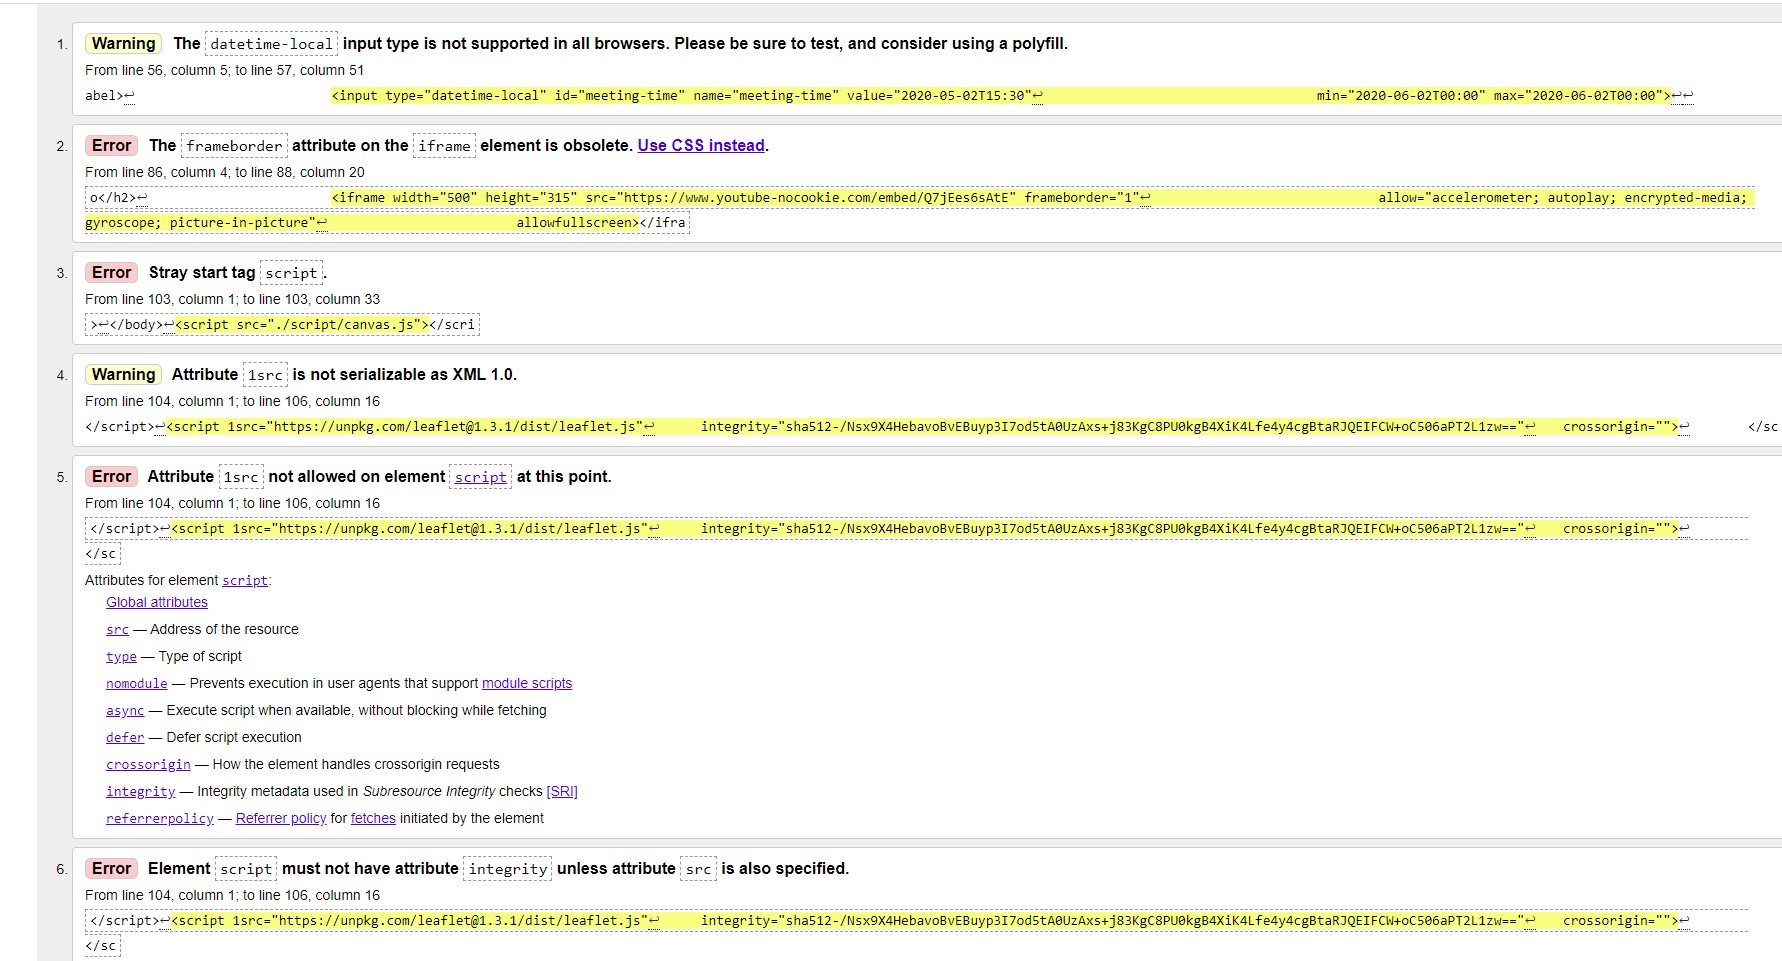 1. Warning The datetime-local input type is not supported in all browsers. Please be sure to test, and consider using a polyfill.
From line 56, column 5; to line 57, column 51
abel>↩ <input type="datetime-local" id="meeting-time" name="meeting-time" value="2020-05-02T15:30"↩ min="2020-06-02T00:00" max="2020-06-02T00:00">↩↩
2. Error The frameborder attribute on the iframe element is obsolete. Use CSS instead.
From line 86, column 4; to line 88, column 20
o</h2>↩ <iframe width="500" height="315" src="https://www.youtube-nocookie.com/embed/Q7jEes6sAtE" frameborder="1"↩ allow="accelerometer; autoplay; encrypted-media;
gyroscope; picture-in-picture"↩ allowfullscreen></ifra
3. Error Stray start tag script.
From line 103, column 1; to line 103, column 33
>↩</body>↩<script src="./script/canvas.js"></scri
4. Warning Attribute 1src is not serializable as XML 1.0.
From line 104, column 1; to line 106, column 16
</script>↩<script 1src="https://unpkg.com/leaflet@1.3.1/dist/leaflet.js"↩ integrity="sha512-/Nsx9X4HebavoBvEBuyp3I7od5tA0UzAxs+j83KgC8PU0kgB4XiK4Lfe4y4cgBtaRJQEIFCW+oC506aPT2L1zw=="↩ crossorigin="">↩ </sc
5. Error Attribute 1src not allowed on element script at this point.
From line 104, column 1; to line 106, column 16
</script>↩<script 1src="https://unpkg.com/leaflet@1.3.1/dist/leaflet.js"↩ integrity="sha512-/Nsx9X4HebavoBvEBuyp3I7od5tA0UzAxs+j83KgC8PU0kgB4XiK4Lfe4y4cgBtaRJQEIFCW+oC506aPT2L1zw=="↩ crossorigin="">↩
</sc
Attributes for element script:
Global attributes
src — Address of the resource
type — Type of script
nomodule — Prevents execution in user agents that support module scripts
async — Execute script when available, without blocking while fetching
defer — Defer script execution
crossorigin — How the element handles crossorigin requests
integrity — Integrity metadata used in Subresource Integrity checks [SRI]
referrerpolicy — Referrer policy for fetches initiated by the element
6. Error Element script must not have attribute integrity unless attribute src is also specified.
From line 104, column 1; to line 106, column 16
</script>↩<script 1src="https://unpkg.com/leaflet@1.3.1/dist/leaflet.js"↩ integrity="sha512-/Nsx9X4HebavoBvEBuyp3I7od5tA0UzAxs+j83KgC8PU0kgB4XiK4Lfe4y4cgBtaRJQEIFCW+oC506aPT2L1zw=="↩ crossorigin="">↩
</sc